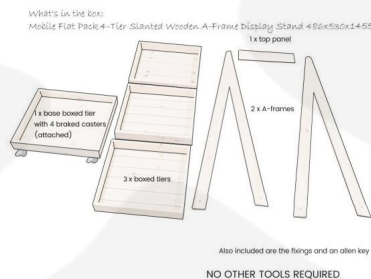 What's in the box:
Mobile Flat Pack 4-Tier Slanted Wooden A-Frame Display Stand 486x530x1455
1 x top panel
1 x base boxed tier
with 4 braked casters
(attached)
2 x A-frames
3 x boxed tiers
Also included are the fixings and an allen key
NO OTHER TOOLS REQUIRED